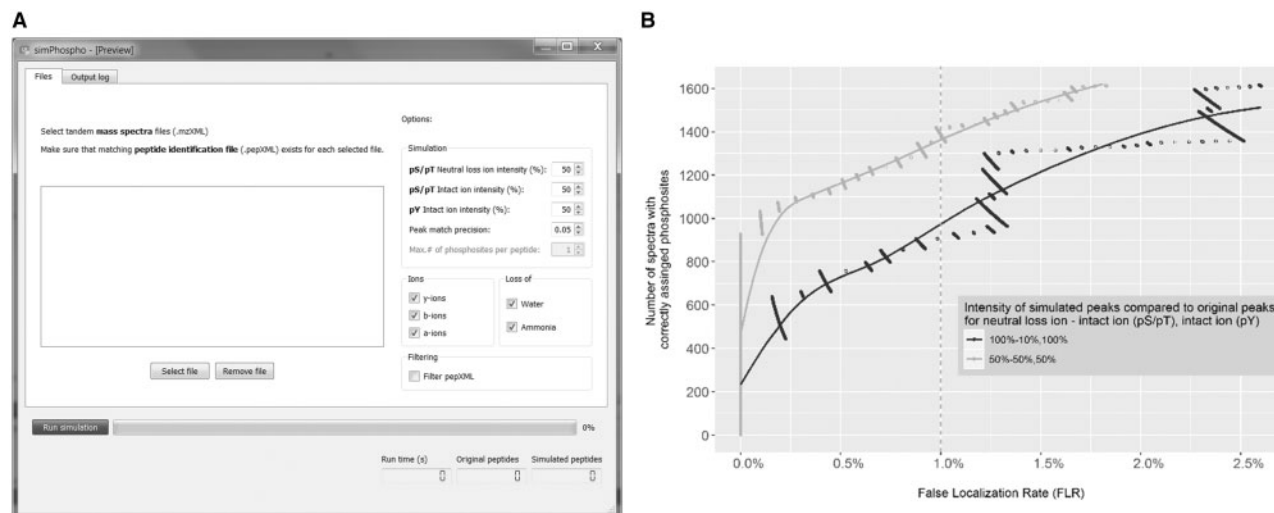 A
simPhospho - [Preview]
Files
Output log
Select tandem mass spectra files (.mzXML)
Make sure that matching peptide identification file (.pepXML) exists for each selected file.
Select file
Remove file
Options:
Simulation
pS/pT Neutral loss ion intensity (%): 50
pS/pT Intact ion intensity (%): 50
pY Intact ion intensity (%): 50
Peak match precision: 0.05
Max.# of phosphosites per peptide: 1
Ions
y-ions
b-ions
a-ions
Loss of
Water
Ammonia
Filtering
Filter pepXML
Run simulation
0%
Run time (s)
0
Original peptides
0
Simulated peptides
0
B
Number of spectra with
correctly assinged phosphosites
1600
1400
1200
1000
800
600
400
200
0
Intensity of simulated peaks compared to original peaks
for neutral loss ion - intact ion (pS/pT), intact ion (pY)
100%-10%,100%
50%-50%,50%
0.0% 0.5% 1.0% 1.5% 2.0% 2.5%
False Localization Rate (FLR)